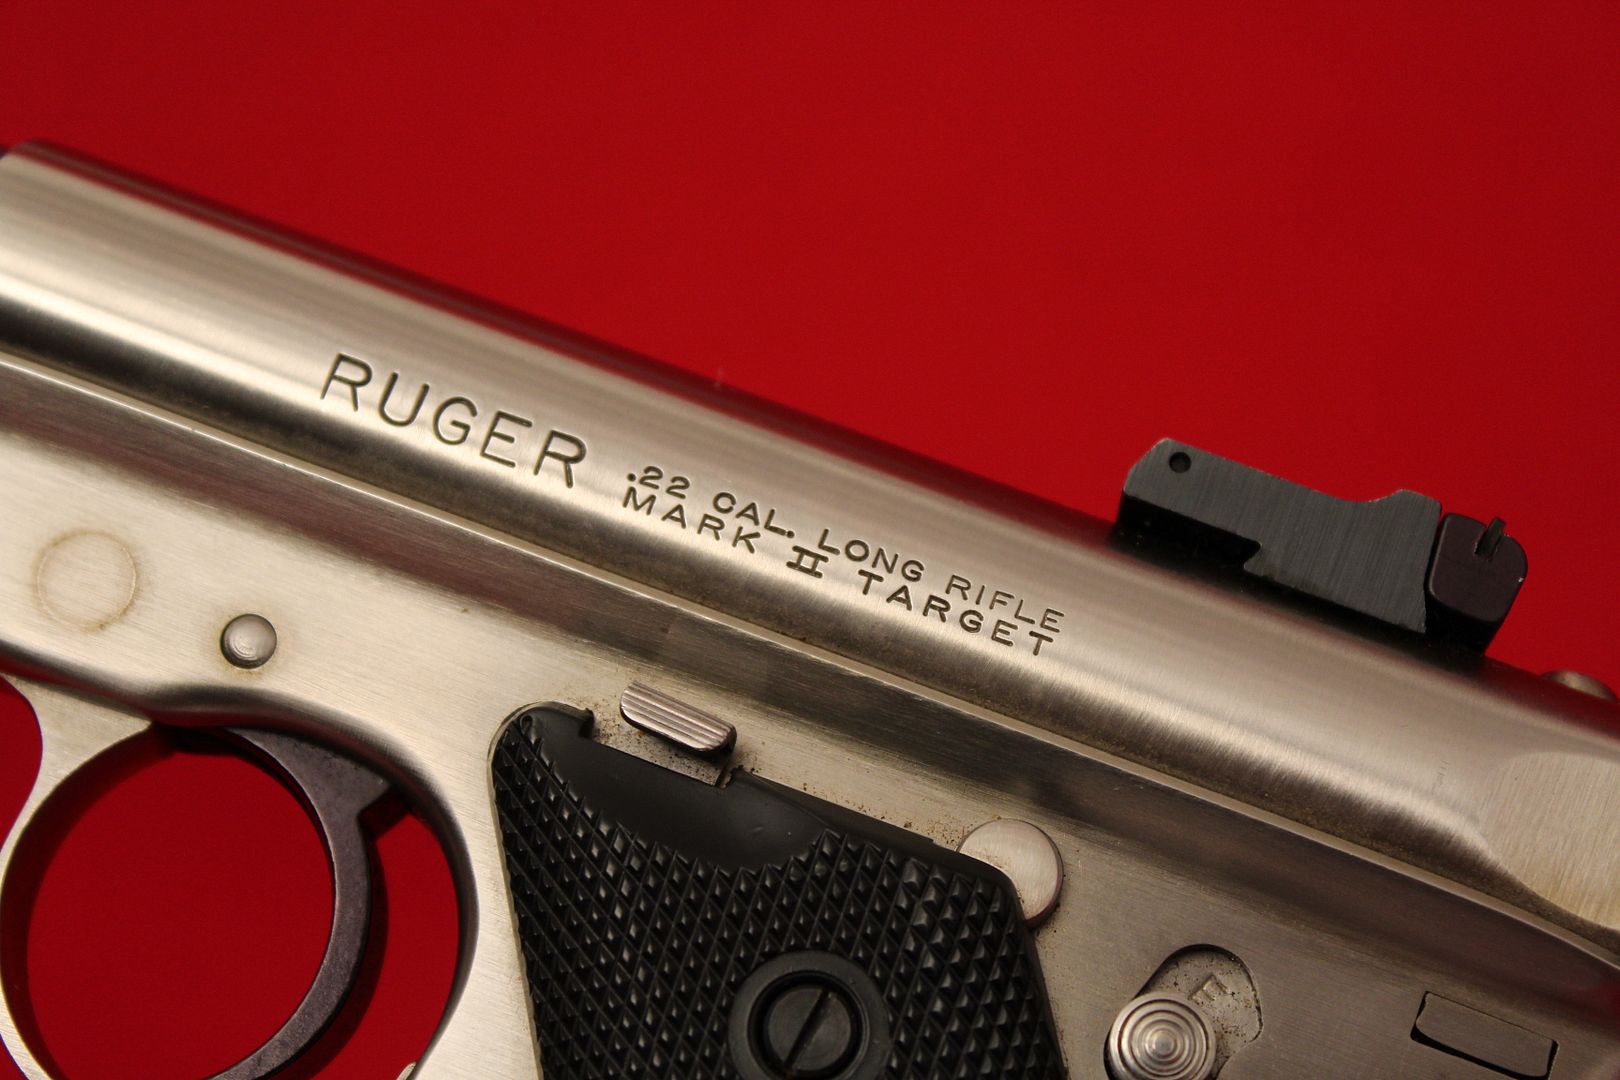 RUGER
.22 CAL. LONG RIFLE
MARK II TARGET
F